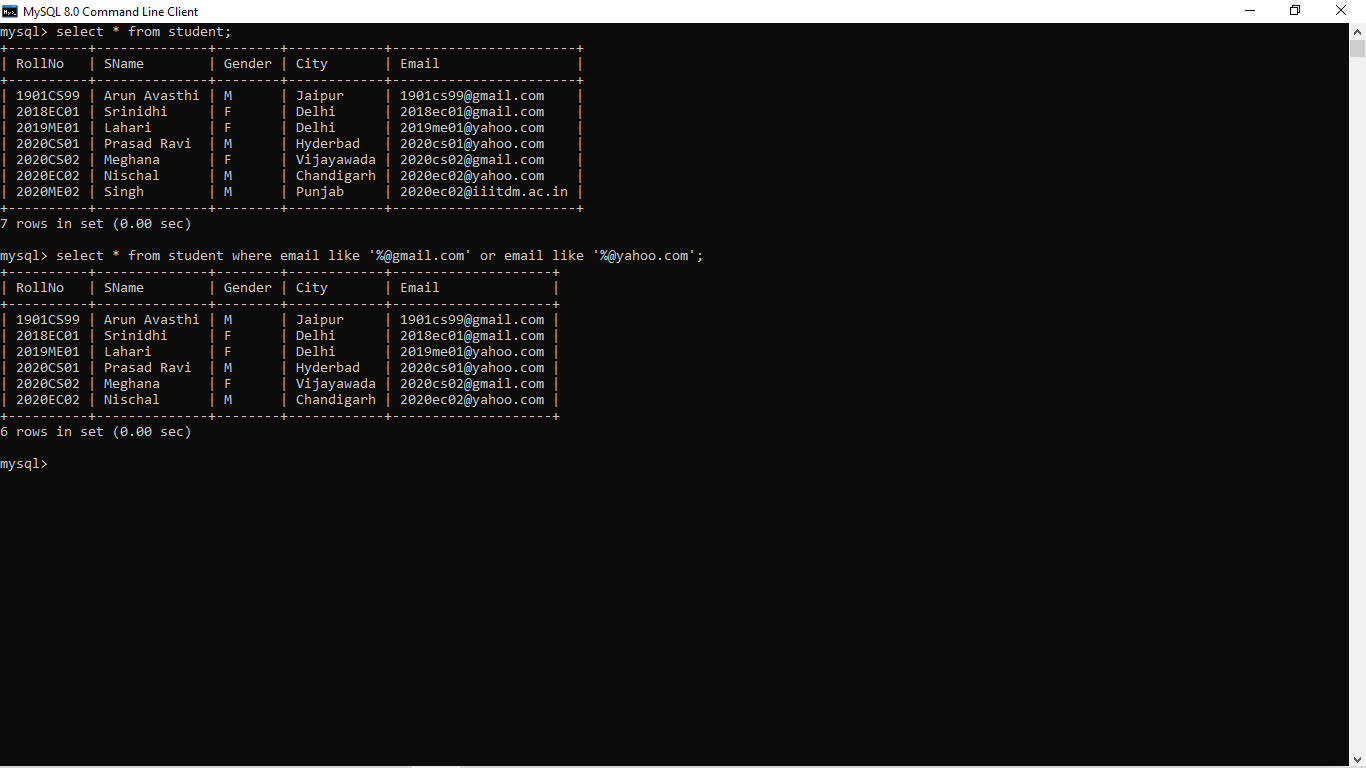 MySQL 8.0 Command Line Client
mysql> select * from student;
+----------+--------------+--------+------------+-----------------------+
| RollNo   | SName        | Gender | City       | Email                 |
+----------+--------------+--------+------------+-----------------------+
| 1901CS99 | Arun Avasthi | M      | Jaipur     | 1901cs99@gmail.com    |
| 2018EC01 | Srinidhi     | F      | Delhi      | 2018ec01@gmail.com    |
| 2019ME01 | Lahari       | F      | Delhi      | 2019me01@yahoo.com    |
| 2020CS01 | Prasad Ravi  | M      | Hyderbad   | 2020cs01@yahoo.com    |
| 2020CS02 | Meghana      | F      | Vijayawada | 2020cs02@gmail.com    |
| 2020EC02 | Nischal      | M      | Chandigarh | 2020ec02@yahoo.com    |
| 2020ME02 | Singh        | M      | Punjab     | 2020ec02@iiitdm.ac.in |
+----------+--------------+--------+------------+-----------------------+
7 rows in set (0.00 sec)
mysql> select * from student where email like '%@gmail.com' or email like '%@yahoo.com';
+----------+--------------+--------+------------+--------------------+
| RollNo   | SName        | Gender | City       | Email              |
+----------+--------------+--------+------------+--------------------+
| 1901CS99 | Arun Avasthi | M      | Jaipur     | 1901cs99@gmail.com |
| 2018EC01 | Srinidhi     | F      | Delhi      | 2018ec01@gmail.com |
| 2019ME01 | Lahari       | F      | Delhi      | 2019me01@yahoo.com |
| 2020CS01 | Prasad Ravi  | M      | Hyderbad   | 2020cs01@yahoo.com |
| 2020CS02 | Meghana      | F      | Vijayawada | 2020cs02@gmail.com |
| 2020EC02 | Nischal      | M      | Chandigarh | 2020ec02@yahoo.com |
+----------+--------------+--------+------------+--------------------+
6 rows in set (0.00 sec)
mysql>